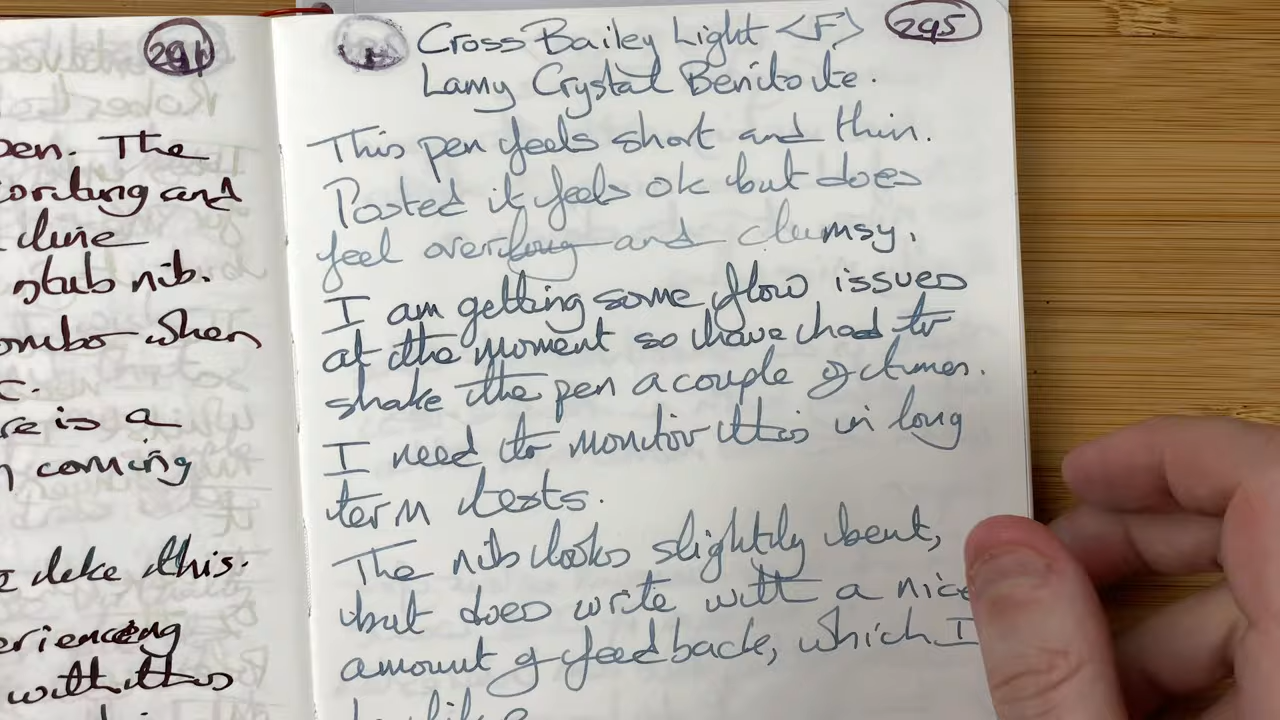 291
pen. The
and
stub nib.
when
c.
re is a
coming
like this.
with this
295
Cross Bailey Light <F>
Lamy Crystal Benitoite.
This pen feels short and thin.
Posted it feels ok but does
feel overlong and clumsy.
I am getting some flow issues
at the moment so have had to
shake the pen a couple of times.
I need to monitor this in long
term tests.
The nib looks slightly bent,
but does write with a nice
amount of feedback, which I